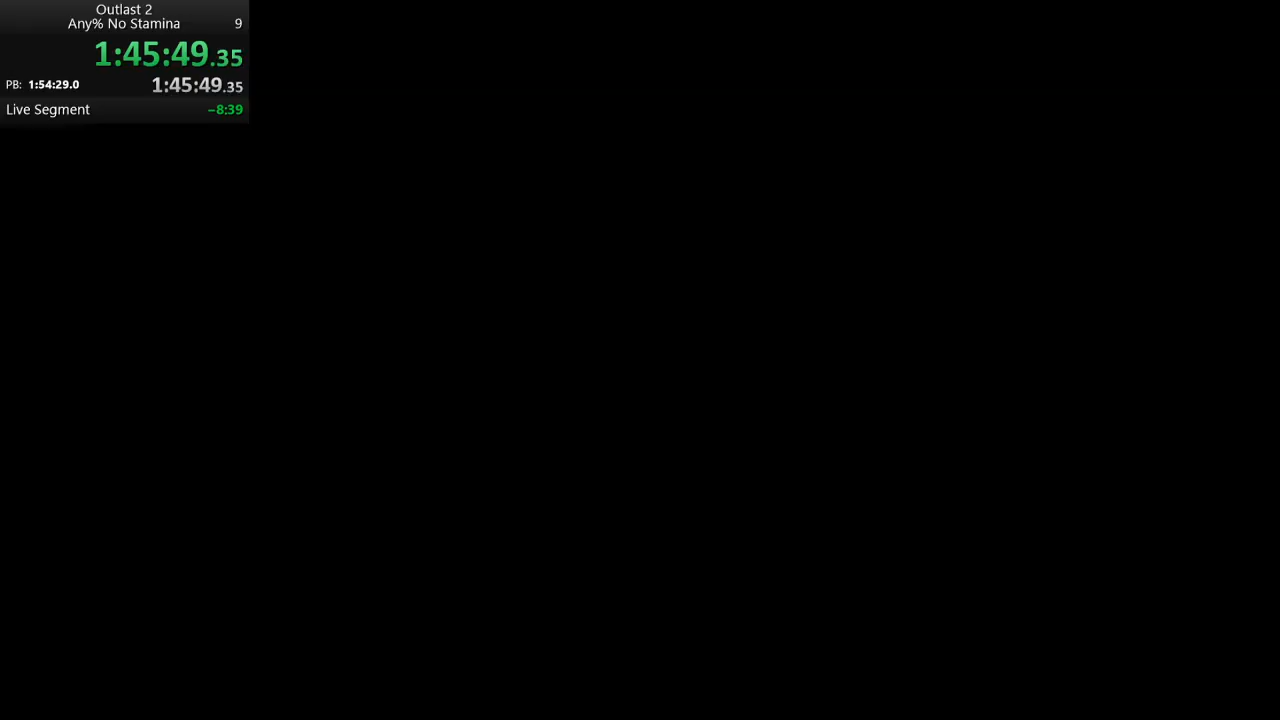 Outlast 2
Any% No Stamina 9
1:45:49.35
PB: 1:54:29.0 1:45:49.35
Live Segment −8:39